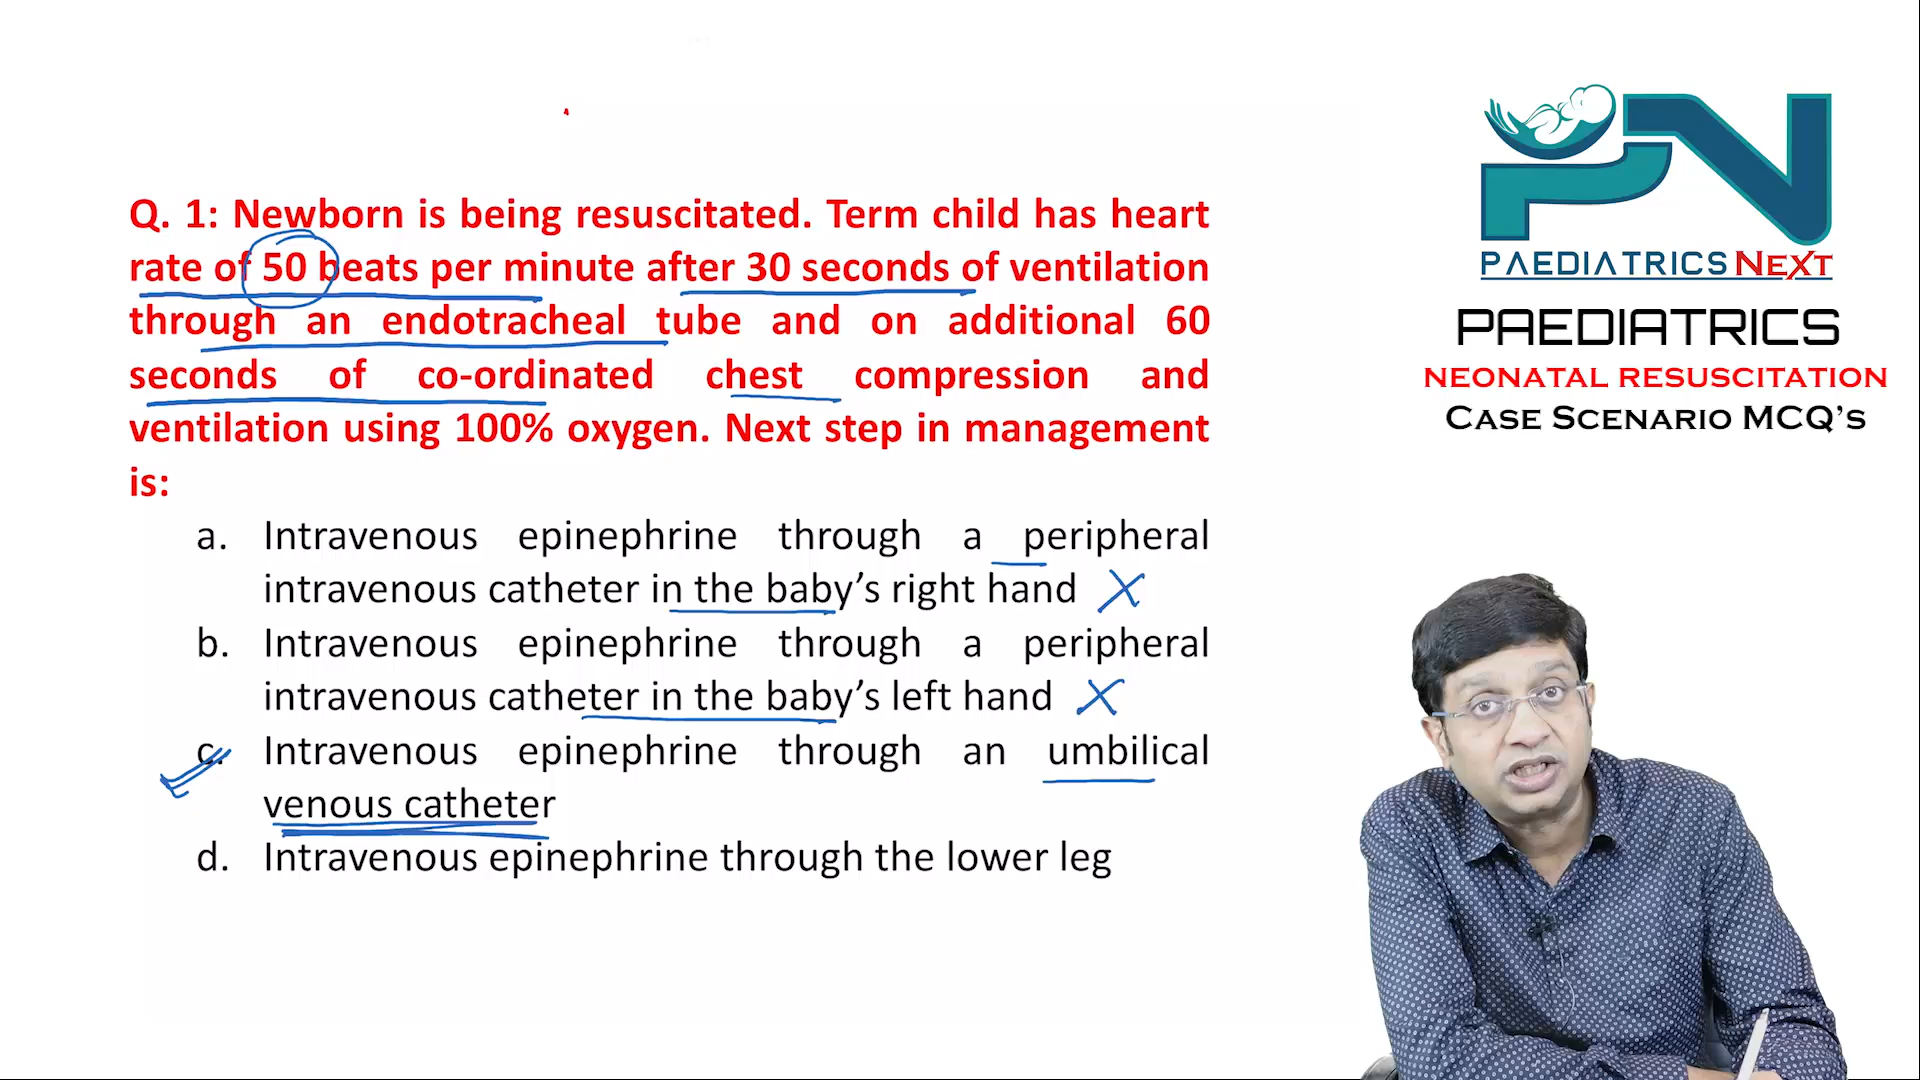 Q. 1: Newborn is being resuscitated. Term child has heart
rate of 50 beats per minute after 30 seconds of ventilation
through an endotracheal tube and on additional 60
seconds of co-ordinated chest compression and
ventilation using 100% oxygen. Next step in management
is:
a. Intravenous epinephrine through a peripheral
intravenous catheter in the baby’s right hand
b. Intravenous epinephrine through a peripheral
intravenous catheter in the baby’s left hand
c. Intravenous epinephrine through an umbilical
venous catheter
d. Intravenous epinephrine through the lower leg
PN
PAEDIATRICS NEXT
PAEDIATRICS
NEONATAL RESUSCITATION
CASE SCENARIO MCQ’S